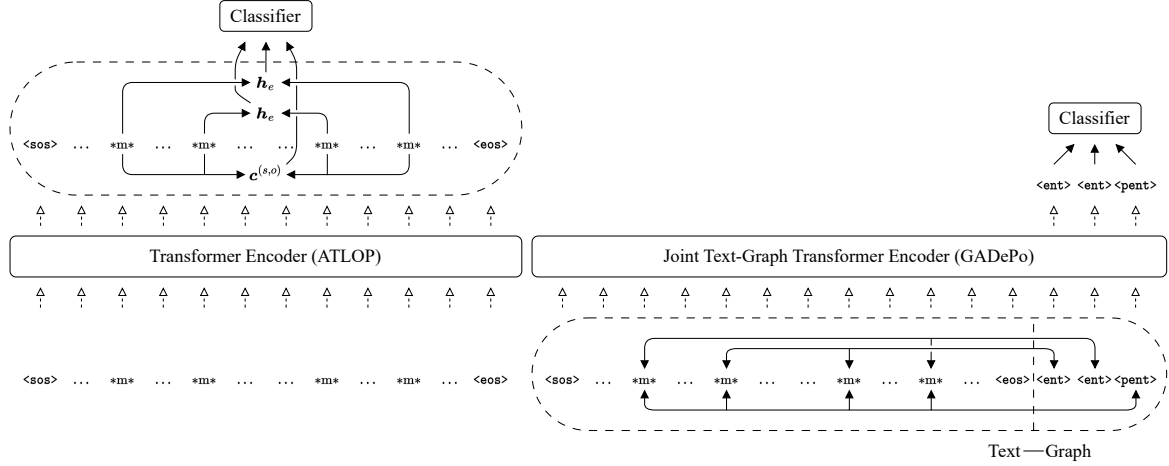 Classifier
h_e
h_e
<sos> ... *m* ... *m* ... ... *m* ... *m* ... <eos>
c^(s,o)
Transformer Encoder (ATLOP)
<sos> ... *m* ... *m* ... ... *m* ... *m* ... <eos>
Classifier
<ent> <ent> <pent>
Joint Text-Graph Transformer Encoder (GADePo)
<sos> ... *m* ... *m* ... ... *m* ... *m* ... <eos> <ent> <ent> <pent>
Text — Graph